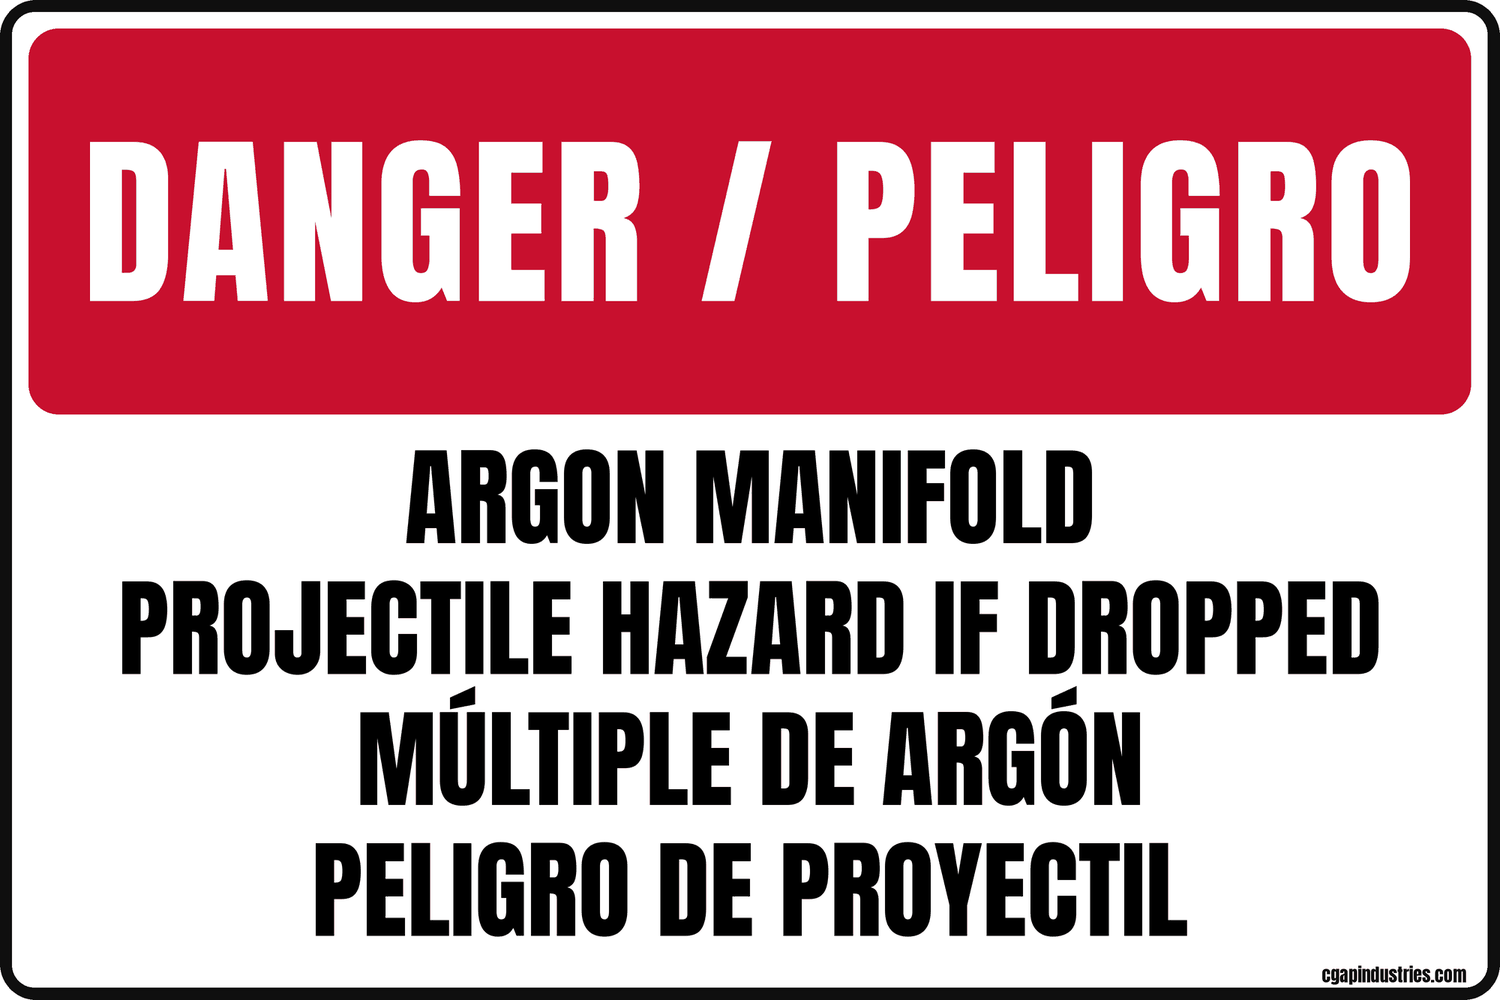 DANGER / PELIGRO
ARGON MANIFOLD
PROJECTILE HAZARD IF DROPPED
MÚLTIPLE DE ARGÓN
PELIGRO DE PROYECTIL
cgapindustries.com